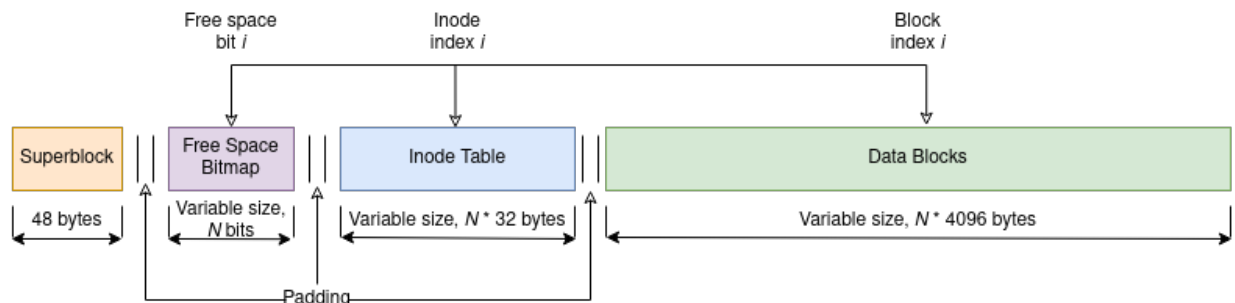 Free space
bit i
Inode
index i
Block
index i
Superblock
Free Space
Bitmap
Inode Table
Data Blocks
48 bytes
Variable size,
N bits
Variable size, N * 32 bytes
Variable size, N * 4096 bytes
Padding